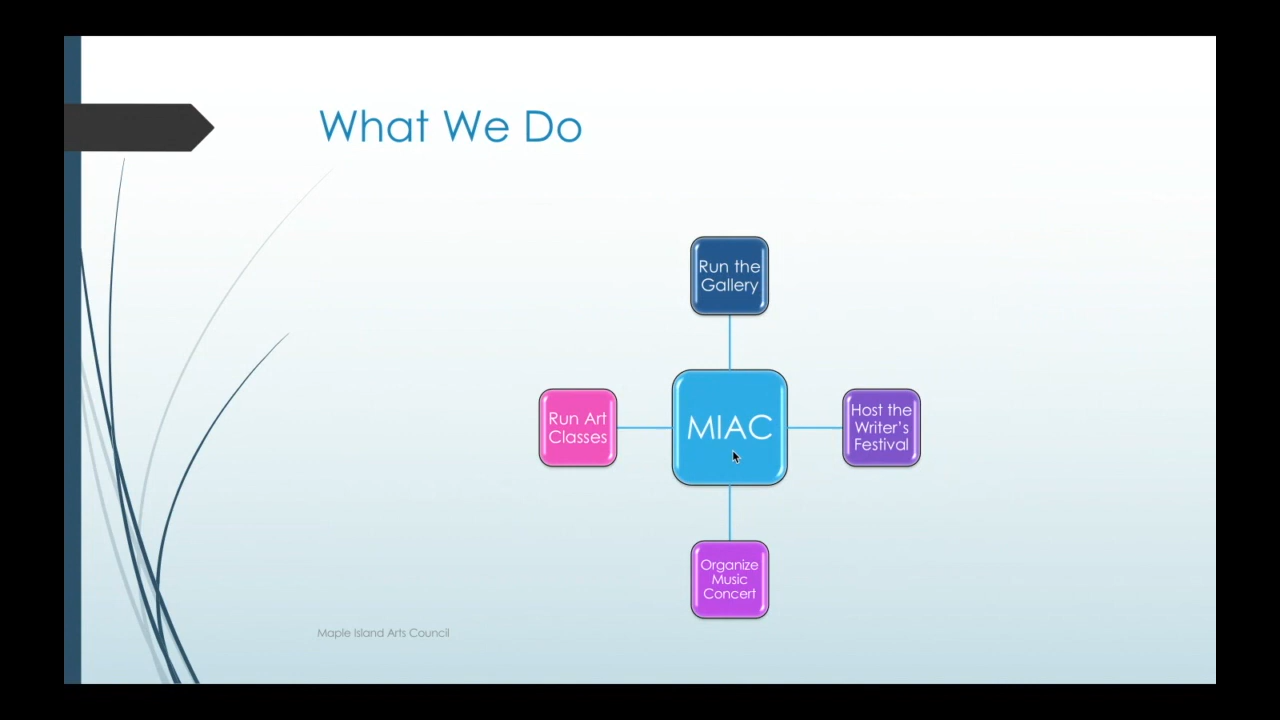 What We Do
Run the
Gallery
Run Art
Classes
MIAC
Host the
Writer's
Festival
Organize
Music
Concert
Maple Island Arts Council